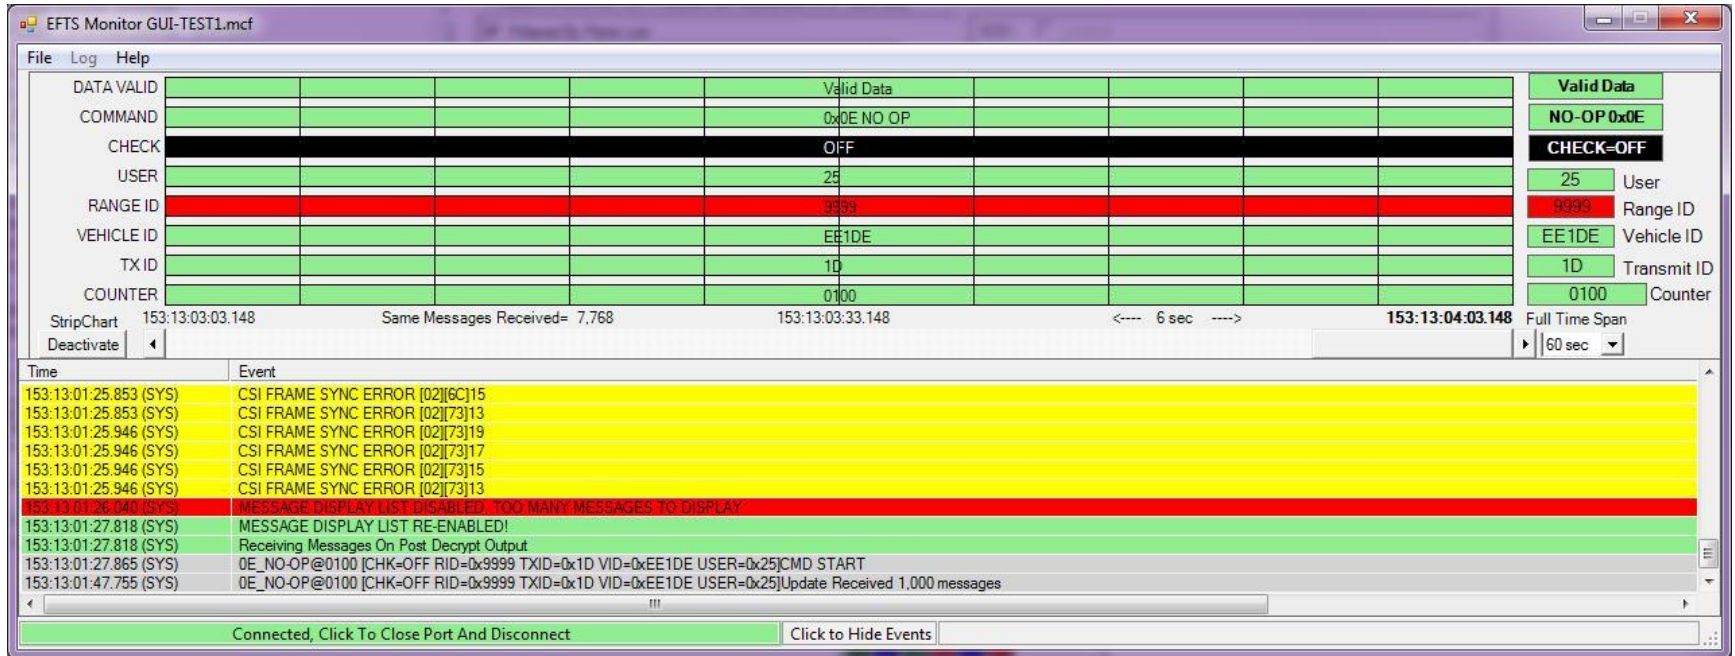 EFTS Monitor GUI-TEST1.mcf
File Log Help
DATA VALID Valid Data Valid Data
COMMAND 0x0E NO OP NO-OP 0x0E
CHECK OFF CHECK=OFF
USER 25 25 User
RANGE ID 9999 9999 Range ID
VEHICLE ID EE1DE EE1DE Vehicle ID
TX ID 1D 1D Transmit ID
COUNTER 0100 0100 Counter
StripChart 153:13:03:03.148 Same Messages Received= 7,768 153:13:03:33.148 <---- 6 sec ----> 153:13:04:03.148 Full Time Span
Deactivate 60 sec
Time Event
153:13:01:25.853 (SYS) CSI FRAME SYNC ERROR [02][6C]15
153:13:01:25.853 (SYS) CSI FRAME SYNC ERROR [02][73]13
153:13:01:25.946 (SYS) CSI FRAME SYNC ERROR [02][73]19
153:13:01:25.946 (SYS) CSI FRAME SYNC ERROR [02][73]17
153:13:01:25.946 (SYS) CSI FRAME SYNC ERROR [02][73]15
153:13:01:25.946 (SYS) CSI FRAME SYNC ERROR [02][73]13
153:13:01:26.040 (SYS) MESSAGE DISPLAY LIST DISABLED, TOO MANY MESSAGES TO DISPLAY
153:13:01:27.818 (SYS) MESSAGE DISPLAY LIST RE-ENABLED!
153:13:01:27.818 (SYS) Receiving Messages On Post Decrypt Output
153:13:01:27.865 (SYS) 0E_NO-OP@0100 [CHK=OFF RID=0x9999 TXID=0x1D VID=0xEE1DE USER=0x25]CMD START
153:13:01:47.755 (SYS) 0E_NO-OP@0100 [CHK=OFF RID=0x9999 TXID=0x1D VID=0xEE1DE USER=0x25]Update Received 1,000 messages
Connected, Click To Close Port And Disconnect Click to Hide Events